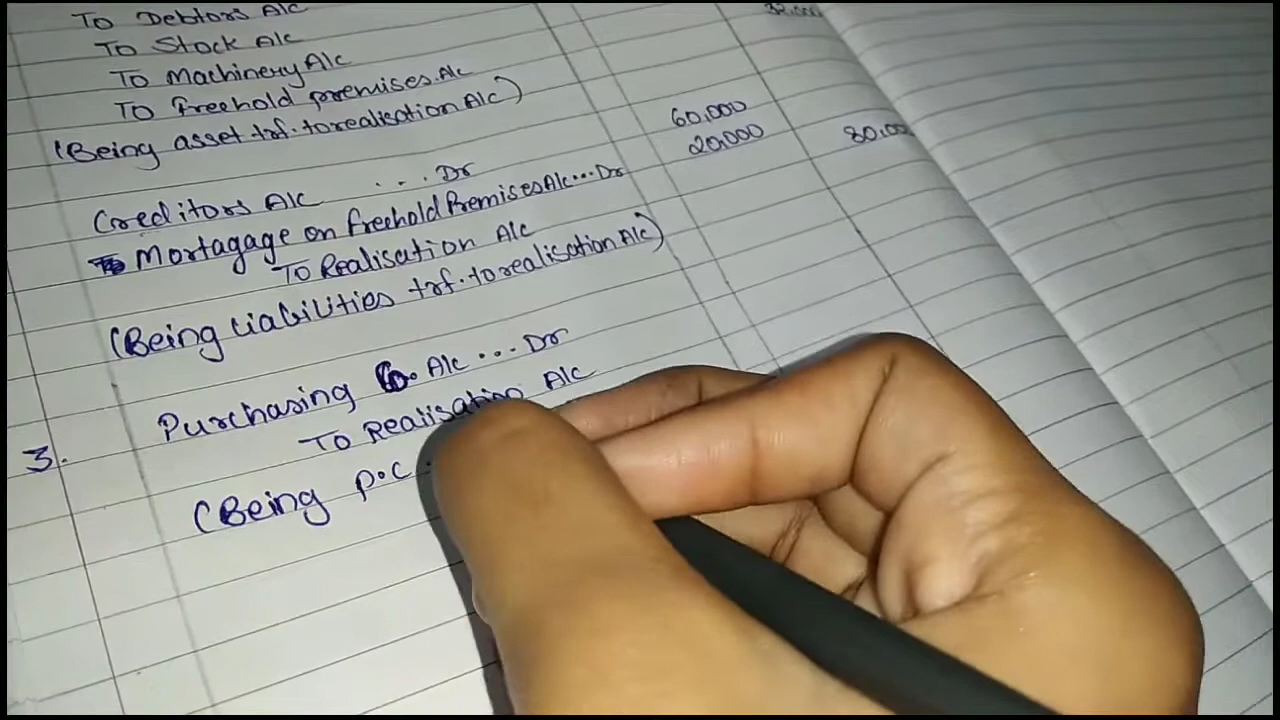 To Debtors A/c
32,000
To Stock A/c
To Machinery A/c
To Freehold premises A/c
(Being asset trf. to realisation A/c)
Creditors A/c ... Dr 60,000
Mortagage on Freehold Premises A/c ... Dr 20,000
To Realisation A/c 80,00
(Being liabilities trf. to realisation A/c)
3. Purchasing Co. A/c ... Dr
To Realisation A/c
(Being P.C